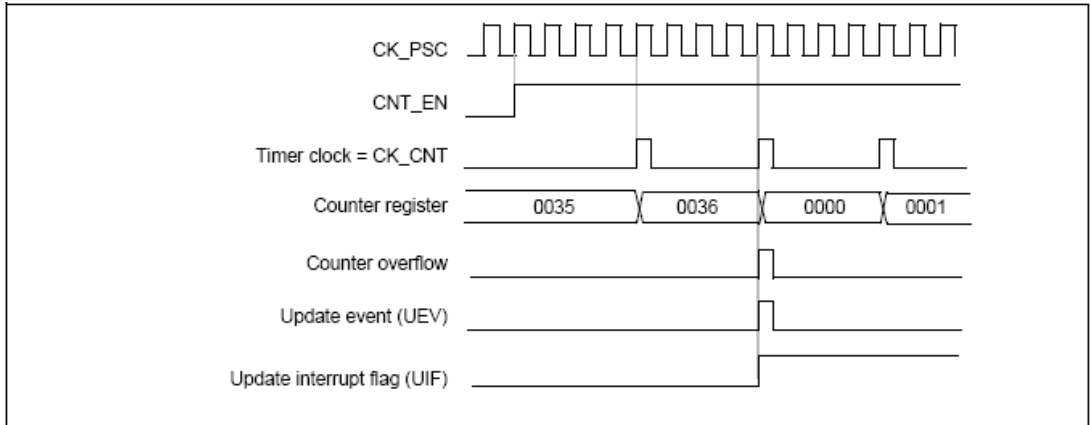 CK_PSC
CNT_EN
Timer clock = CK_CNT
Counter register 0035 0036 0000 0001
Counter overflow
Update event (UEV)
Update interrupt flag (UIF)